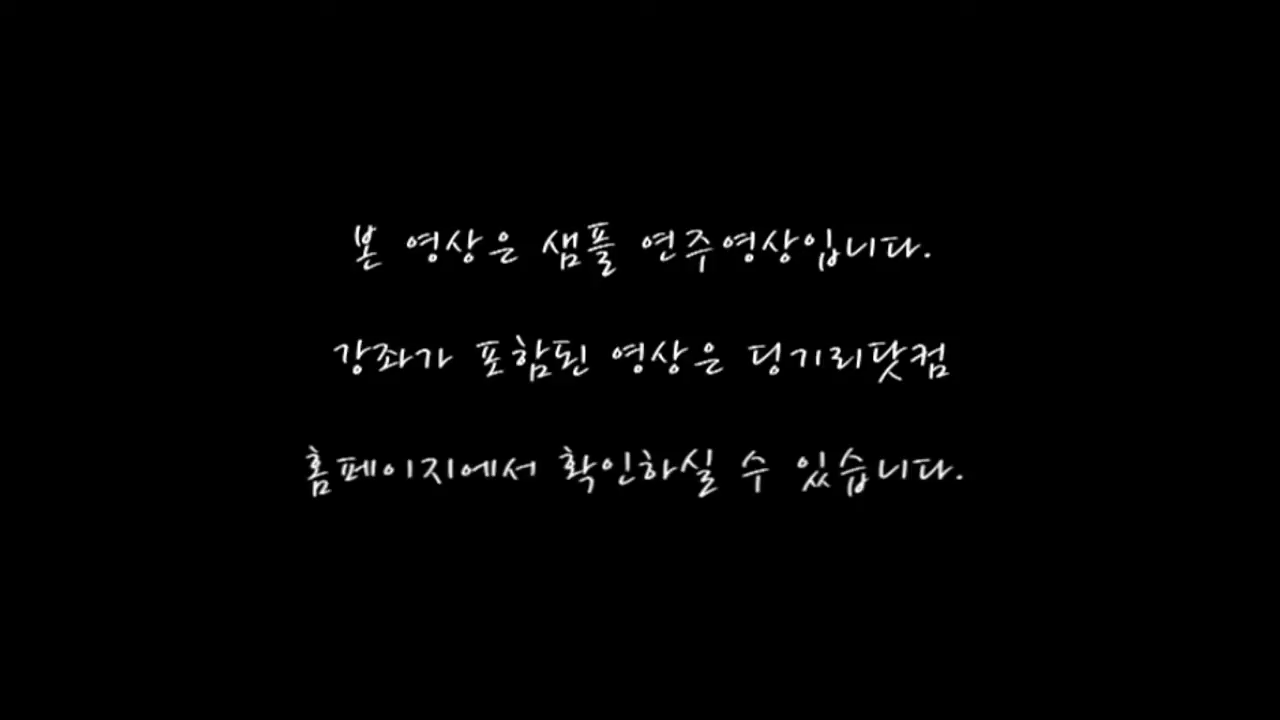 본 영상은 샘플 연주영상입니다.
강좌가 포함된 영상은 딩기리닷컴
홈페이지에서 확인하실 수 있습니다.